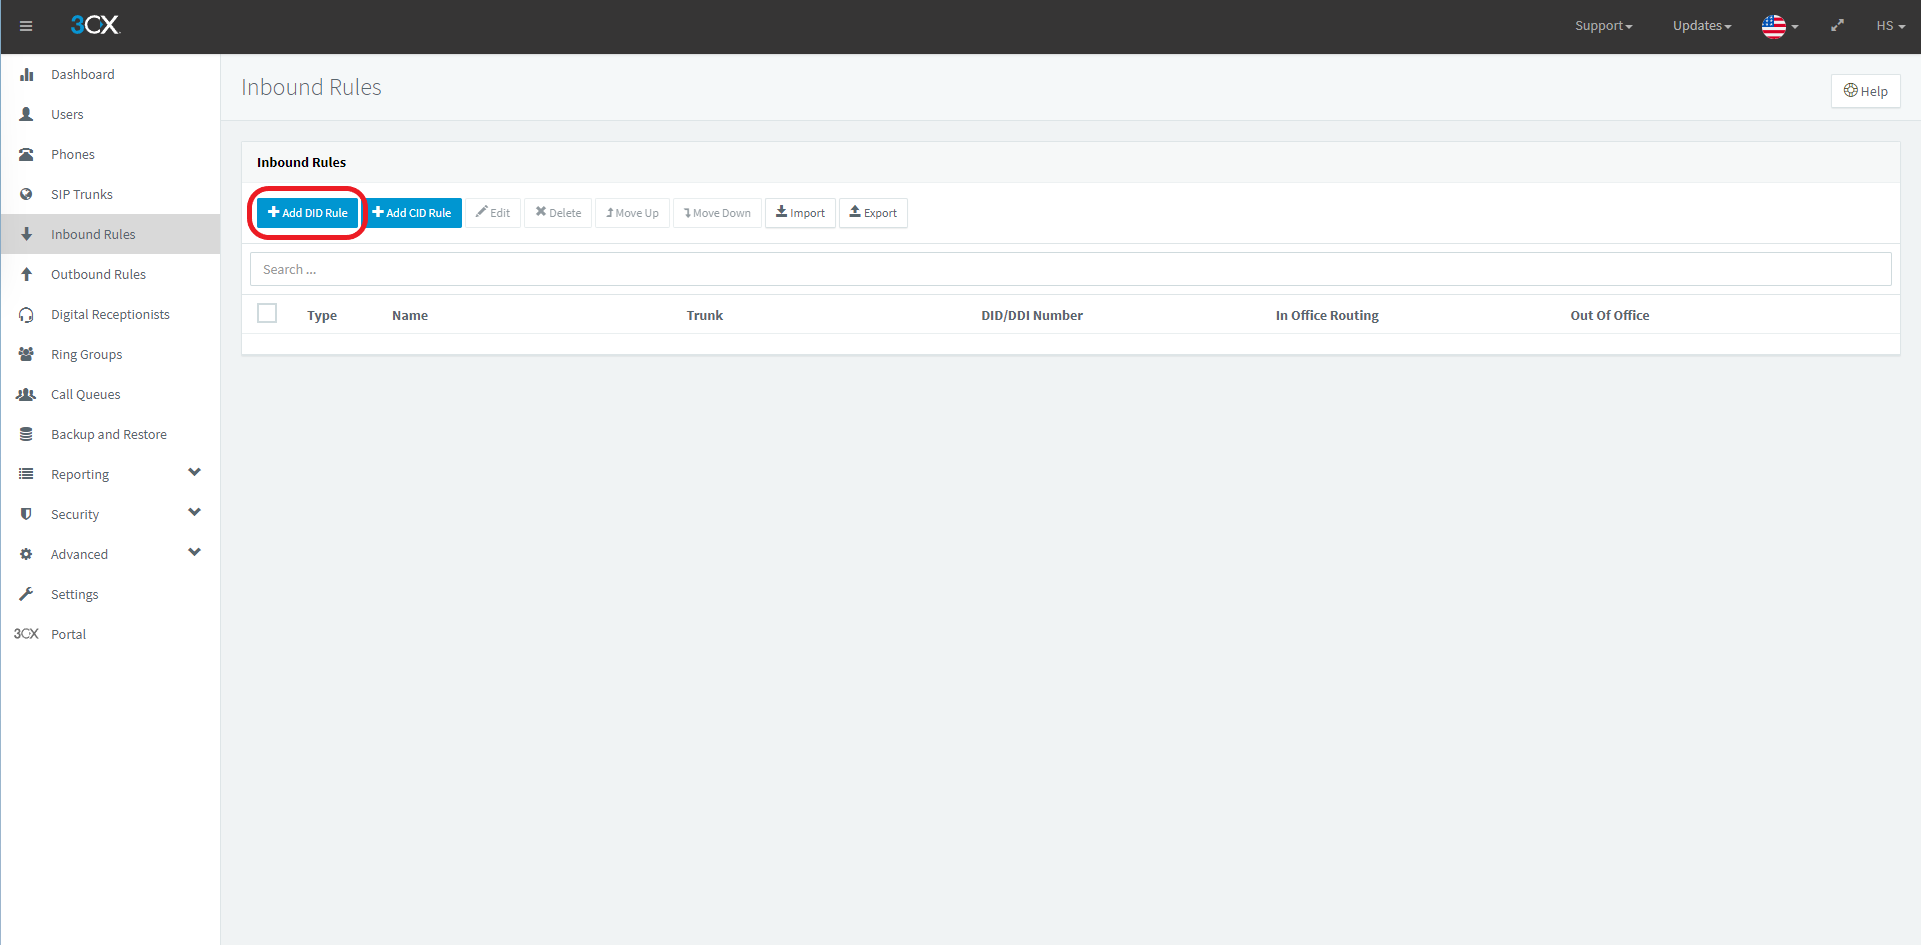 3CX
Support
Updates
HS
Dashboard
Users
Phones
SIP Trunks
Inbound Rules
Outbound Rules
Digital Receptionists
Ring Groups
Call Queues
Backup and Restore
Reporting
Security
Advanced
Settings
3CX Portal
Inbound Rules
Help
Inbound Rules
Add DID Rule Add CID Rule Edit Delete Move Up Move Down Import Export
Search ...
Type Name Trunk DID/DDI Number In Office Routing Out Of Office